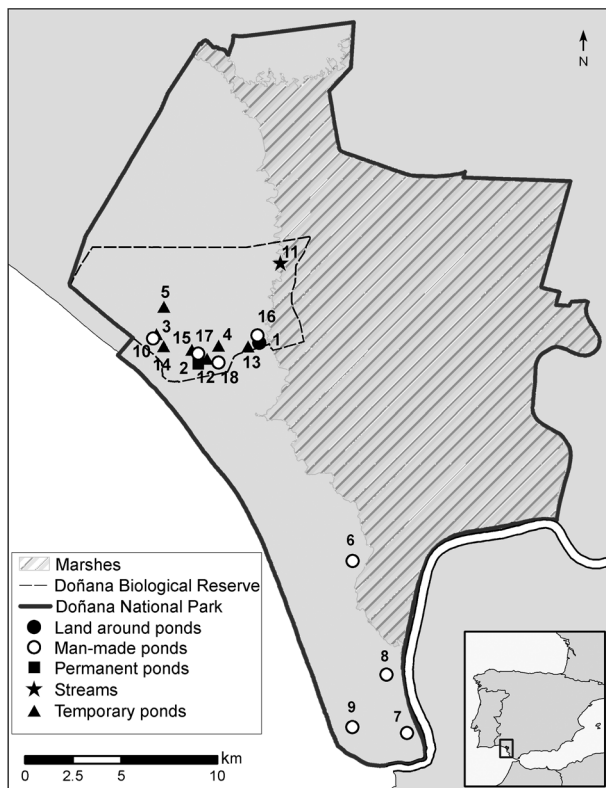 N
11
5
16
3
17
4
15
1
10
14
2
12
18
13
6
8
9
7
Marshes
Doñana Biological Reserve
Doñana National Park
Land around ponds
Man-made ponds
Permanent ponds
Streams
Temporary ponds
km
0 2.5 5 10